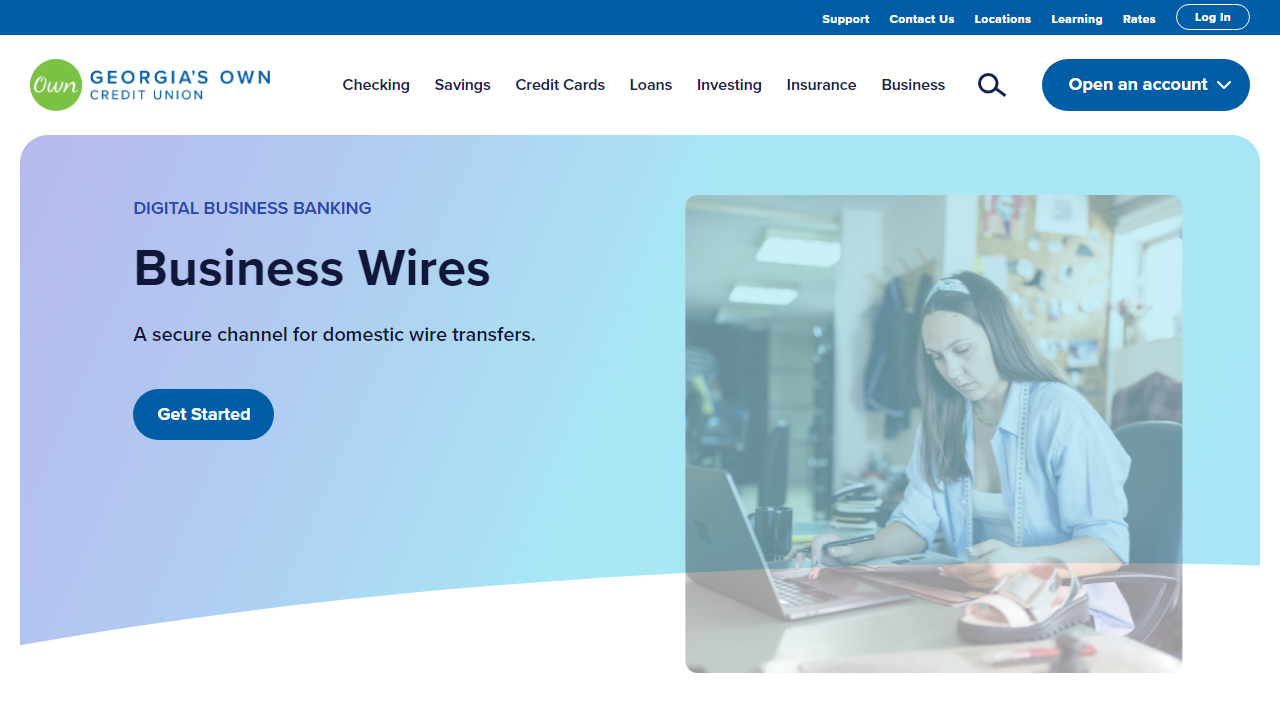 Support Contact Us Locations Learning Rates Log In
Own GEORGIA'S OWN
CREDIT UNION
Checking Savings Credit Cards Loans Investing Insurance Business Open an account
DIGITAL BUSINESS BANKING
Business Wires
A secure channel for domestic wire transfers.
Get Started